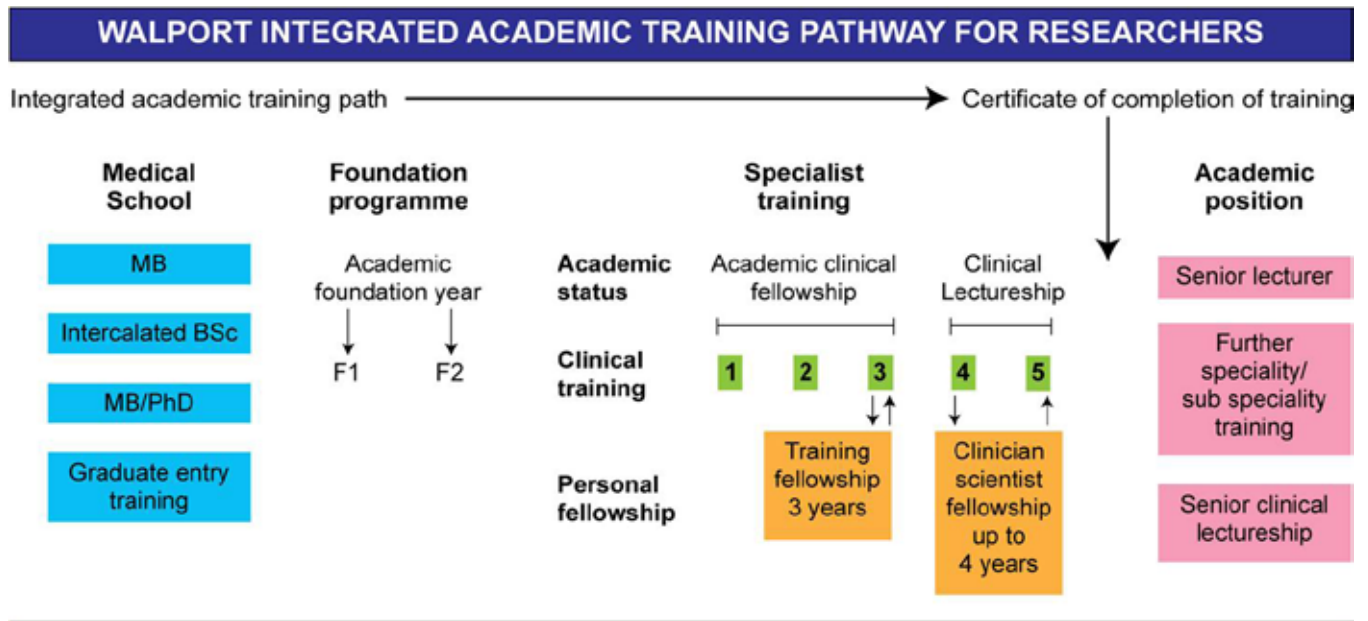 WALPORT INTEGRATED ACADEMIC TRAINING PATHWAY FOR RESEARCHERS
Integrated academic training path
Certificate of completion of training
Medical
School
MB
Intercalated BSc
MB/PhD
Graduate entry
training
Foundation
programme
Academic
foundation year
F1
F2
Specialist
training
Academic
status
Academic clinical
fellowship
Clinical
Lectureship
Clinical
training
1
2
3
4
5
Personal
fellowship
Training
fellowship
3 years
Clinician
scientist
fellowship
up to
4 years
Academic
position
Senior lecturer
Further
speciality/
sub speciality
training
Senior clinical
lectureship